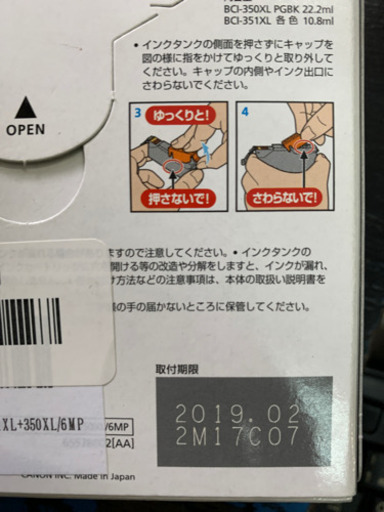 BCI-350XL PGBK 22.2ml
BCI-351XL 各色 10.8ml
• インクタンクの側面を押さずにキャップを
図の様に指をかけてゆっくりと取り外して
ください。キャップの内側やインク出口に
さわらないでください。
OPEN
3 ゆっくりと!
押さないで!
4
さわらないで!
ますので注意してください。• インクタンクの
開ける等の改造や分解をしますと、インクが漏れ、
け方法などの注意事項は、本体の取扱い説明書を
の手の届かないところに保管してください。
取付期限
2019.02
2M17C07
XL+350XL/6MP
/6MP
[AA]
CANON INC. Made in Japan